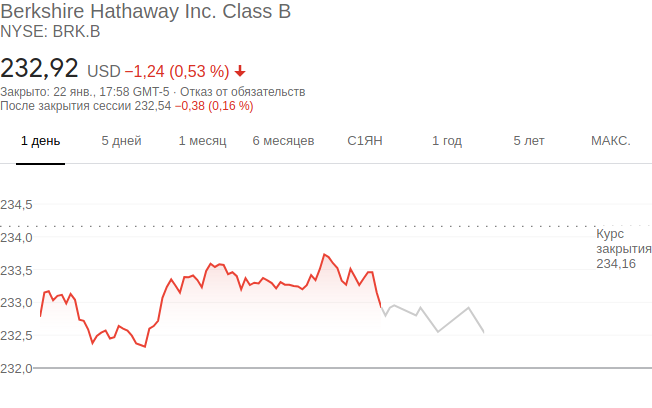 Berkshire Hathaway Inc. Class B
NYSE: BRK.B
232,92 USD −1,24 (0,53 %)
Закрыто: 22 янв., 17:58 GMT-5 · Отказ от обязательств
После закрытия сессии 232,54 −0,38 (0,16 %)
1 день 5 дней 1 месяц 6 месяцев С1ЯН 1 год 5 лет МАКС.
234,5
234,0
Курс
закрытия
234,16
233,5
233,0
232,5
232,0